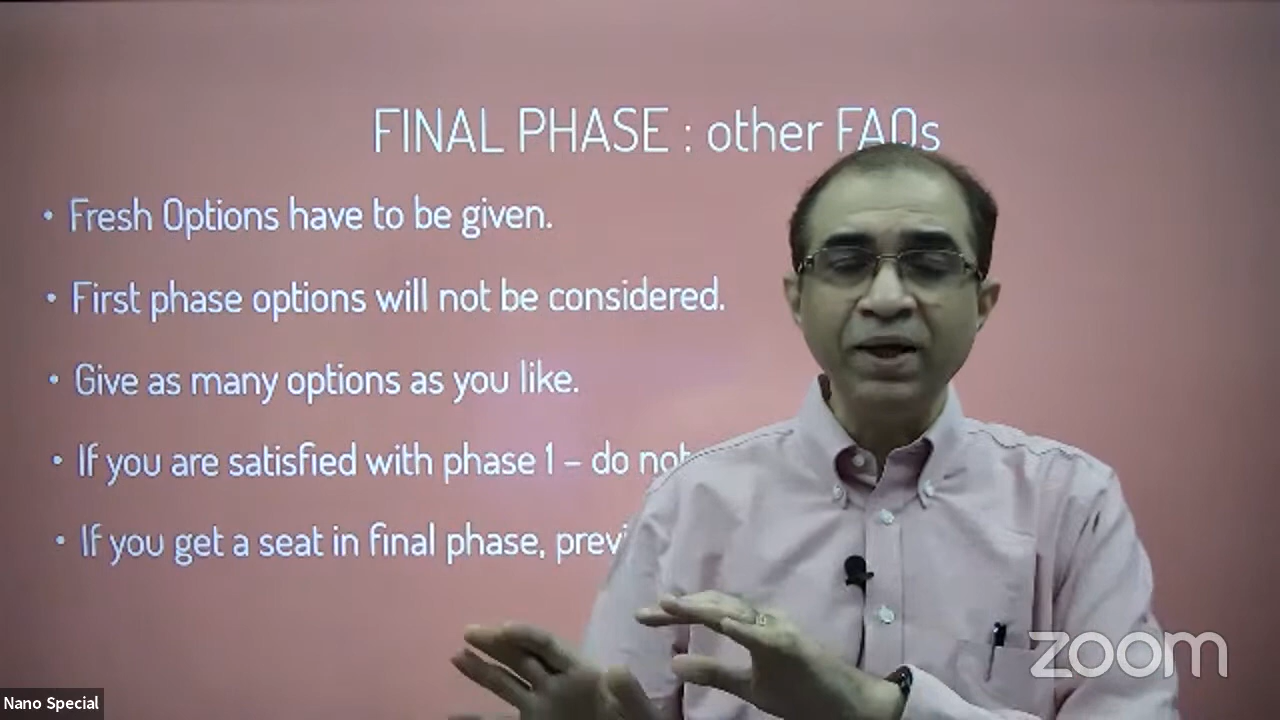 FINAL PHASE : other FAQs
• Fresh Options have to be given.
• First phase options will not be considered.
• Give as many options as you like.
• If you are satisfied with phase 1 – do not
• If you get a seat in final phase,
zoom
Nano Special